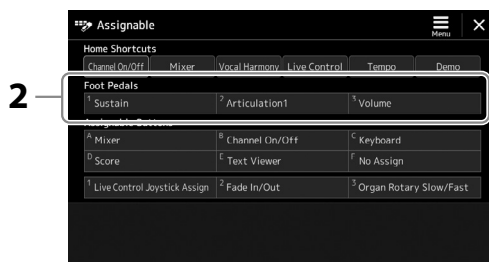 Assignable
Menu
Home Shortcuts
Channel On/Off Mixer Vocal Harmony Live Control Tempo Demo
2
Foot Pedals
1 Sustain 2 Articulation1 3 Volume
Assignable Buttons
A Mixer B Channel On/Off C Keyboard
D Score E Text Viewer F No Assign
1 Live Control Joystick Assign 2 Fade In/Out 3 Organ Rotary Slow/Fast